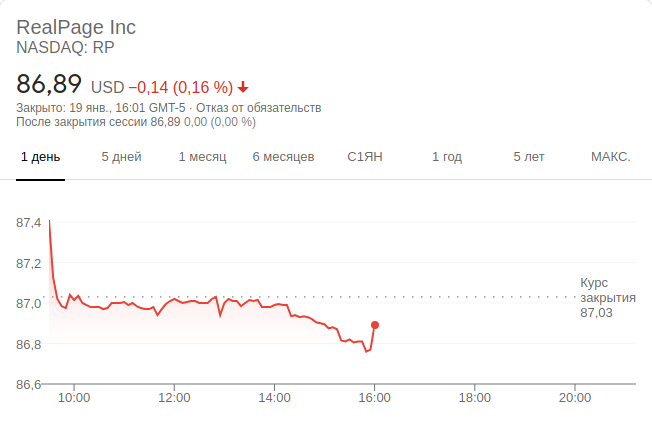 RealPage Inc
NASDAQ: RP
86,89 USD −0,14 (0,16 %)
Закрыто: 19 янв., 16:01 GMT-5 · Отказ от обязательств
После закрытия сессии 86,89 0,00 (0,00 %)
1 день 5 дней 1 месяц 6 месяцев С1ЯН 1 год 5 лет МАКС.
87,4
87,2
87,0
86,8
86,6
Курс
закрытия
87,03
10:00 12:00 14:00 16:00 18:00 20:00